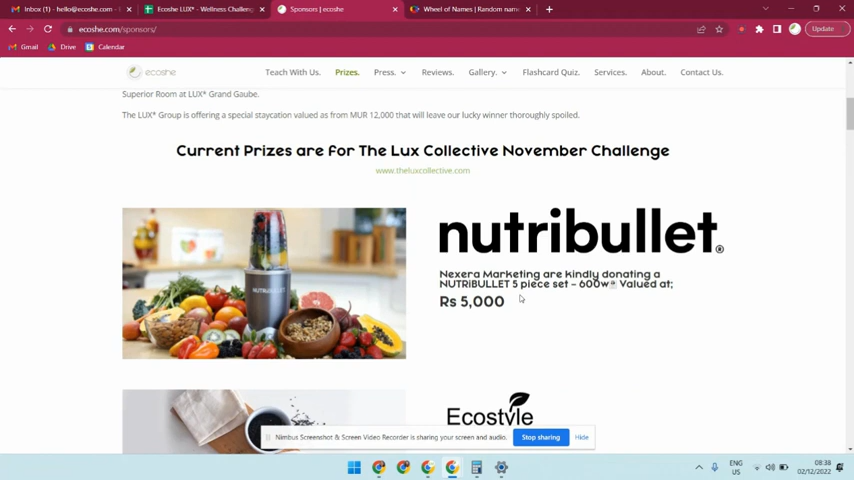 Inbox (1) - hello@ecoshe.com -
Ecoshe LUX* - Wellness Challeng
Sponsors | ecoshe
Wheel of Names | Random name
ecoshe.com/sponsors/
Update
Gmail
Drive
Calendar
ecoshe
Teach With Us.
Prizes.
Press.
Reviews.
Gallery.
Flashcard Quiz.
Services.
About.
Contact Us.
Superior Room at LUX* Grand Gaube.
The LUX* Group is offering a special staycation valued as from MUR 12,000 that will leave our lucky winner thoroughly spoiled.
Current Prizes are for The Lux Collective November Challenge
www.theluxcollective.com
NUTRIBULLET
nutribullet®
Nexera Marketing are kindly donating a
NUTRiBULLET 5 piece set – 600w® Valued at;
Rs 5,000
Ecostyle
Nimbus Screenshot & Screen Video Recorder is sharing your screen and audio.
Stop sharing
Hide
ENG
US
08:38
02/12/2022